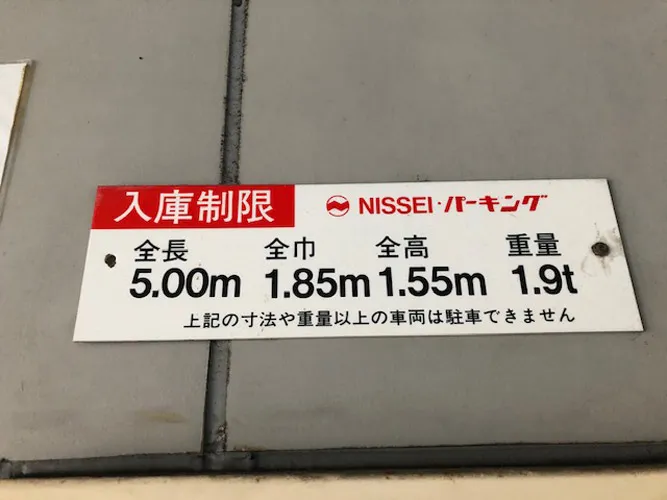 入庫制限 NISSEI・パーキング
全長 全巾 全高 重量
5.00m 1.85m 1.55m 1.9t
上記の寸法や重量以上の車両は駐車できません